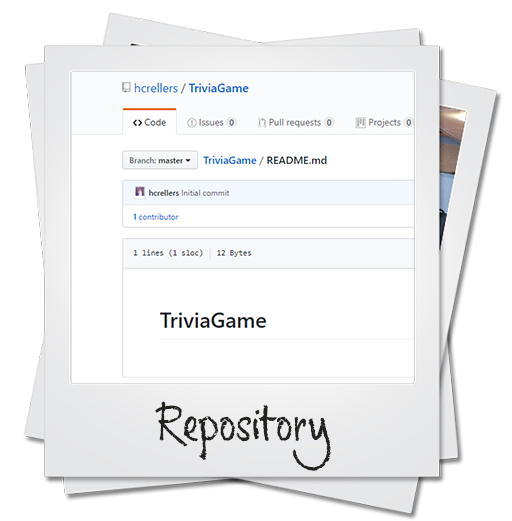 hcrellers / TriviaGame
Code Issues 0 Pull requests 0 Projects 0
Branch: master TriviaGame / README.md
hcrellers Initial commit
1 contributor
1 lines (1 sloc) 12 Bytes
TriviaGame
Repository